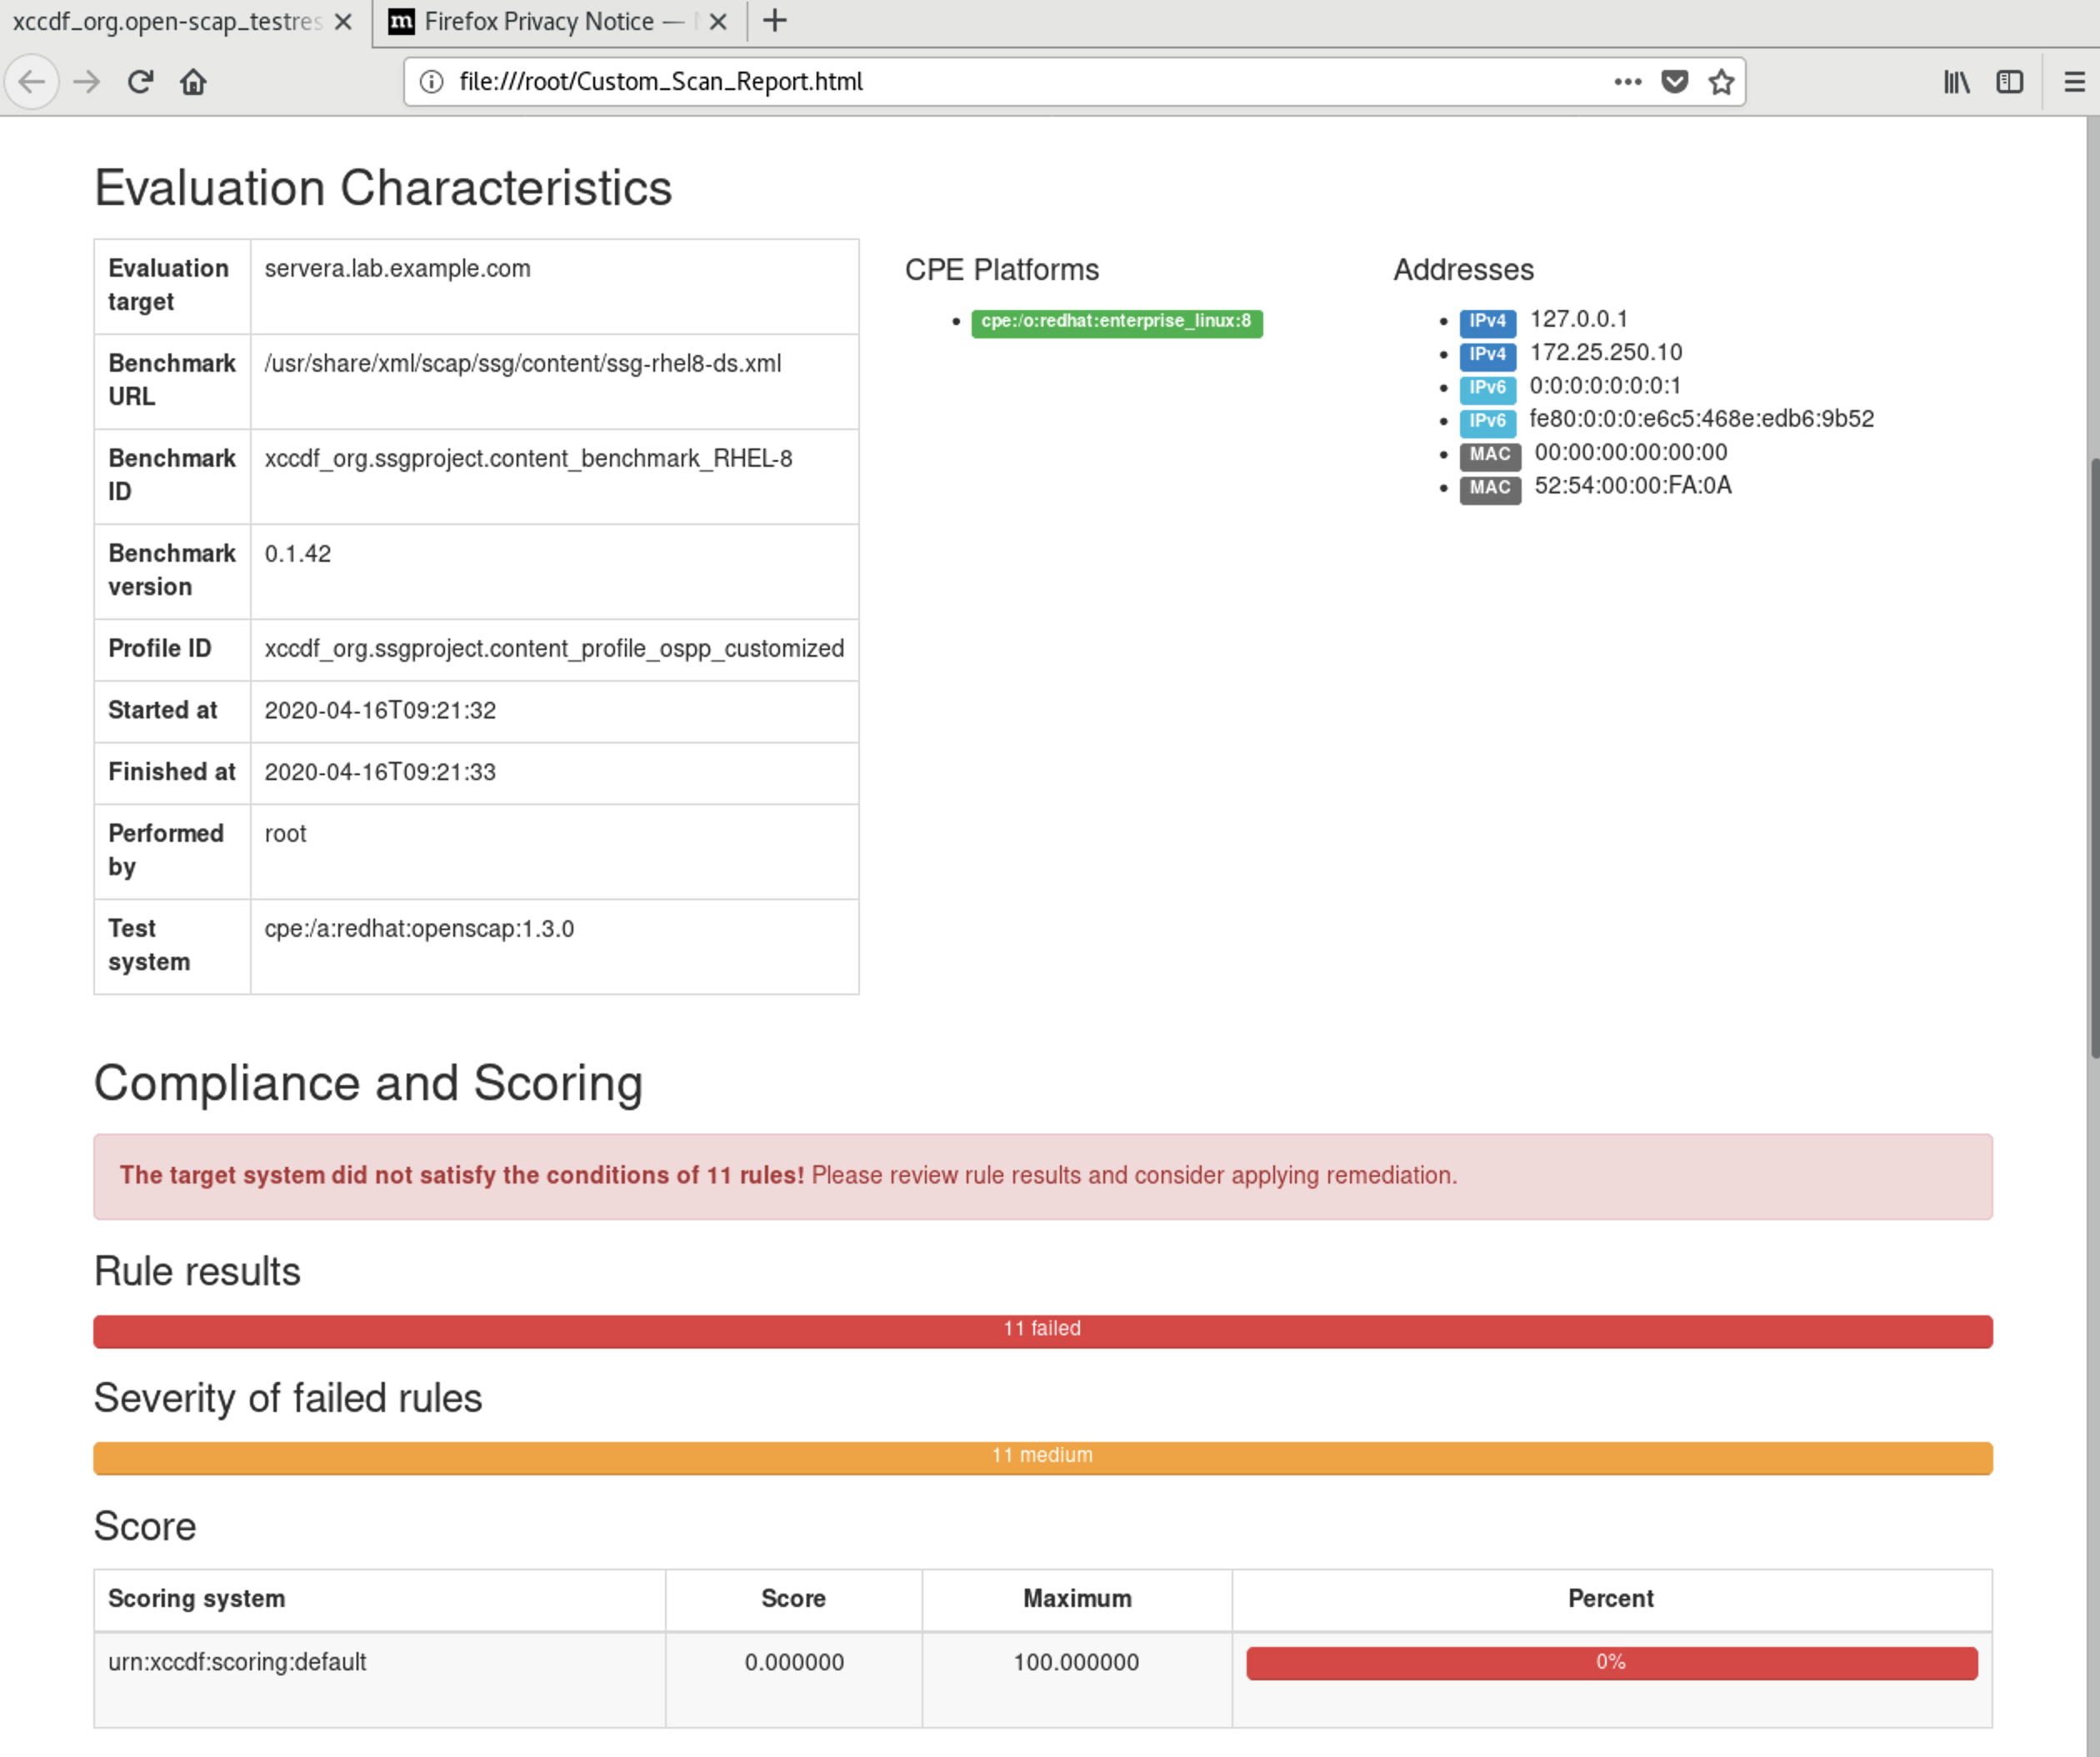 xccdf_org.open-scap_testres
Firefox Privacy Notice —
file:///root/Custom_Scan_Report.html
Evaluation Characteristics
Evaluation target servera.lab.example.com
Benchmark URL /usr/share/xml/scap/ssg/content/ssg-rhel8-ds.xml
Benchmark ID xccdf_org.ssgproject.content_benchmark_RHEL-8
Benchmark version 0.1.42
Profile ID xccdf_org.ssgproject.content_profile_ospp_customized
Started at 2020-04-16T09:21:32
Finished at 2020-04-16T09:21:33
Performed by root
Test system cpe:/a:redhat:openscap:1.3.0
CPE Platforms
cpe:/o:redhat:enterprise_linux:8
Addresses
IPv4 127.0.0.1
IPv4 172.25.250.10
IPv6 0:0:0:0:0:0:0:1
IPv6 fe80:0:0:0:e6c5:468e:edb6:9b52
MAC 00:00:00:00:00:00
MAC 52:54:00:00:FA:0A
Compliance and Scoring
The target system did not satisfy the conditions of 11 rules! Please review rule results and consider applying remediation.
Rule results
11 failed
Severity of failed rules
11 medium
Score
Scoring system Score Maximum Percent
urn:xccdf:scoring:default 0.000000 100.000000 0%